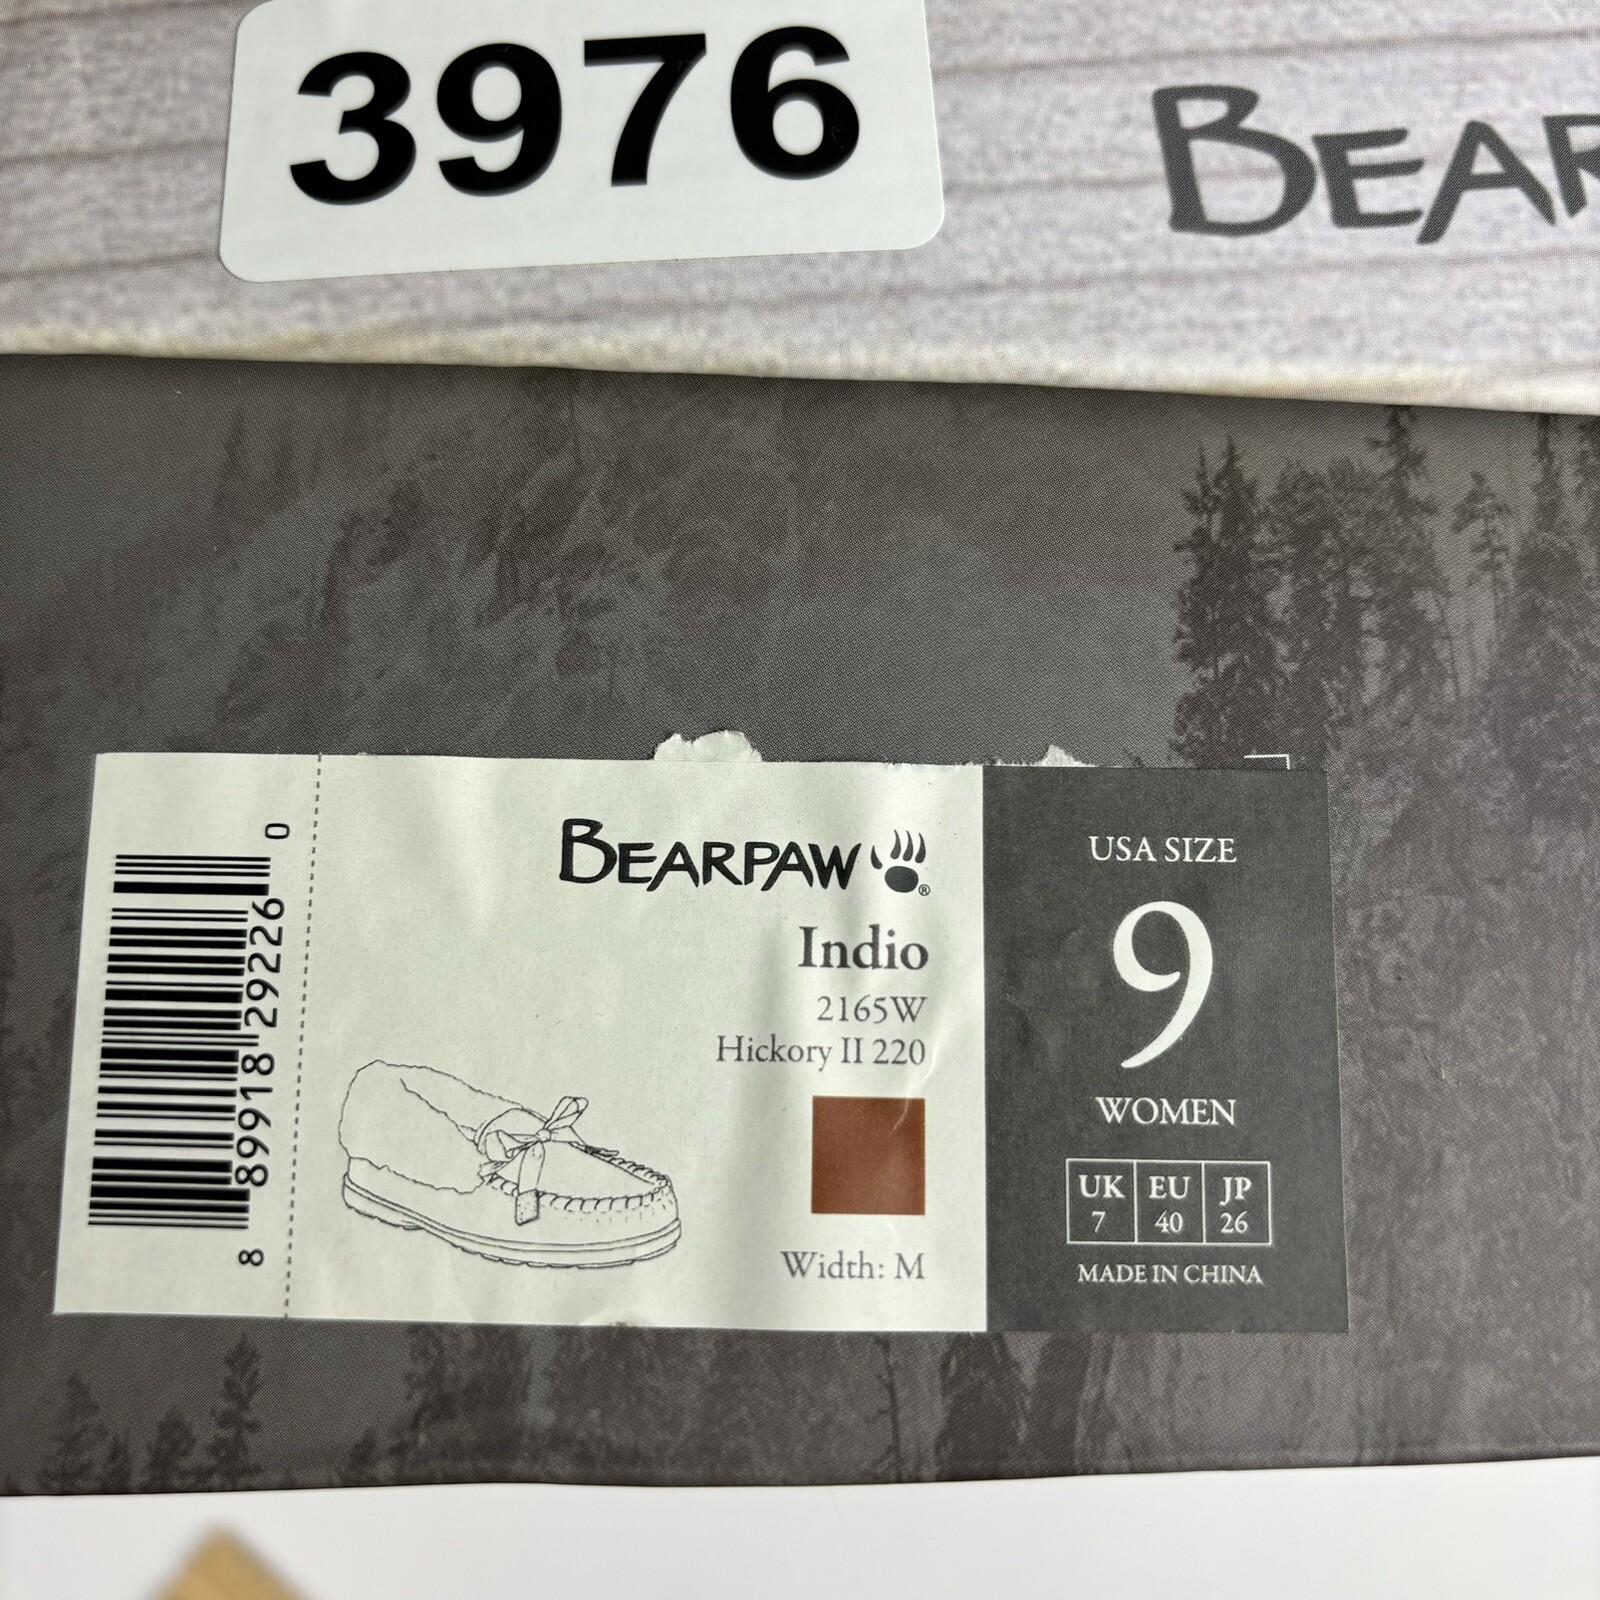 3976
BEAR
BEARPAW®
Indio
2165W
Hickory II 220
Width: M
8 89918 29226 0
USA SIZE
9
WOMEN
UK EU JP
7 40 26
MADE IN CHINA